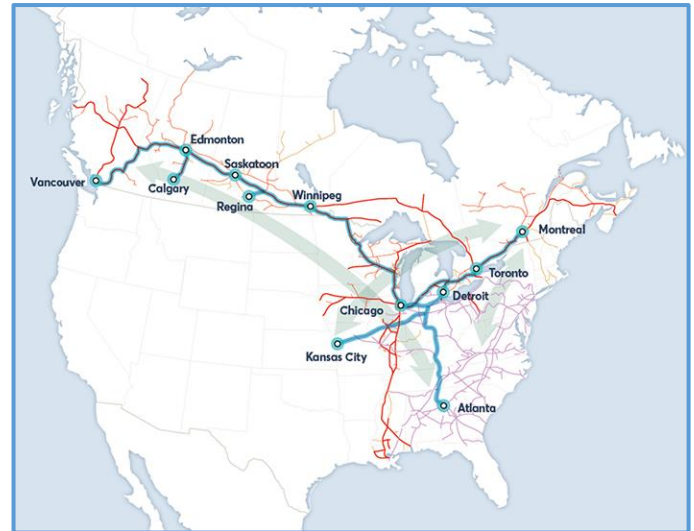 Edmonton
Saskatoon
Vancouver
Calgary
Winnipeg
Regina
Montreal
Toronto
Detroit
Chicago
Kansas City
Atlanta